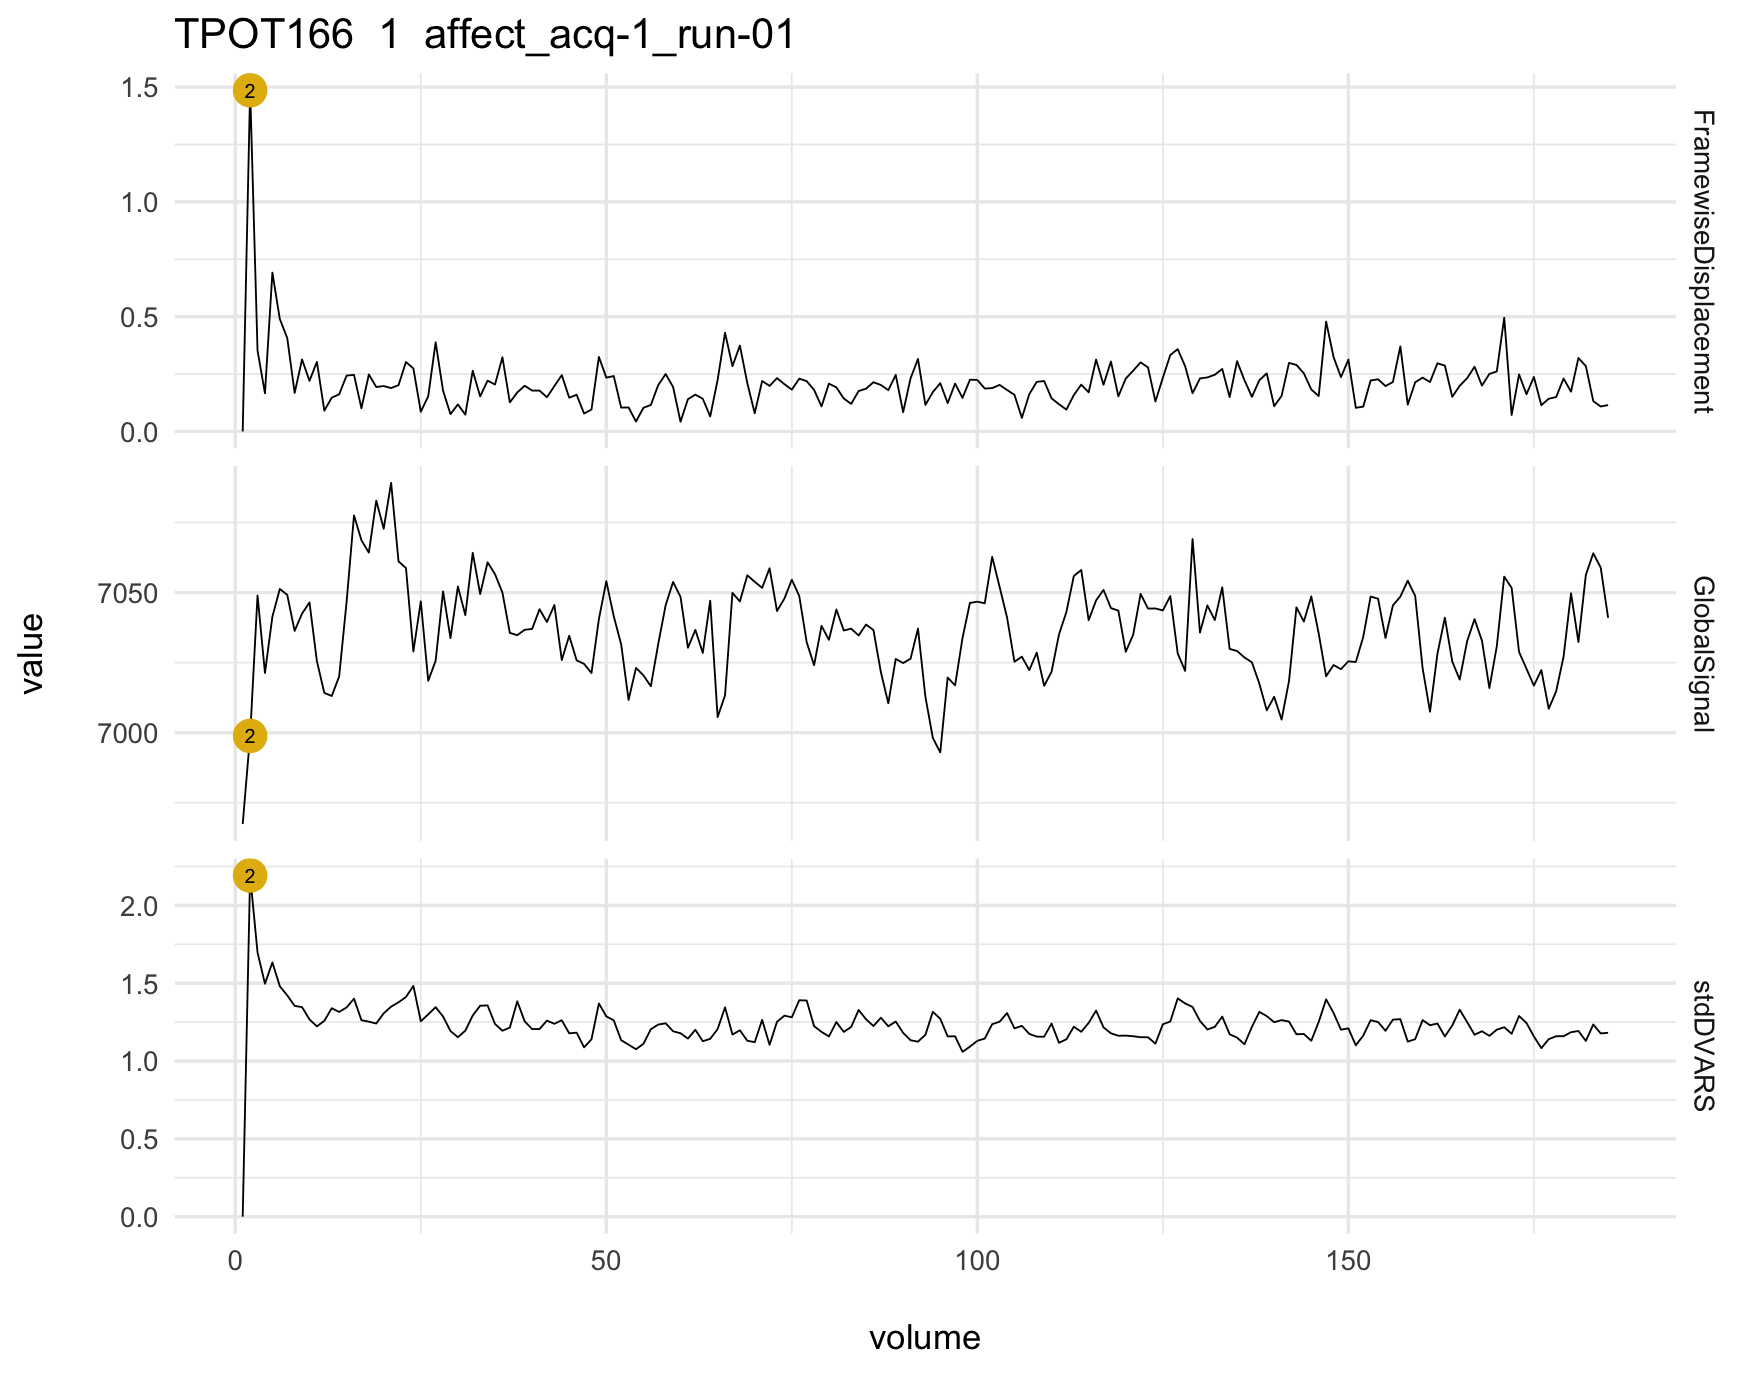 TPOT166 1 affect_acq-1_run-01
1.5
1.0
0.5
0.0
2
FramewiseDisplacement
7050
7000
2
GlobalSignal
value
2.0
1.5
1.0
0.5
0.0
2
stdDVARS
0 50 100 150
volume